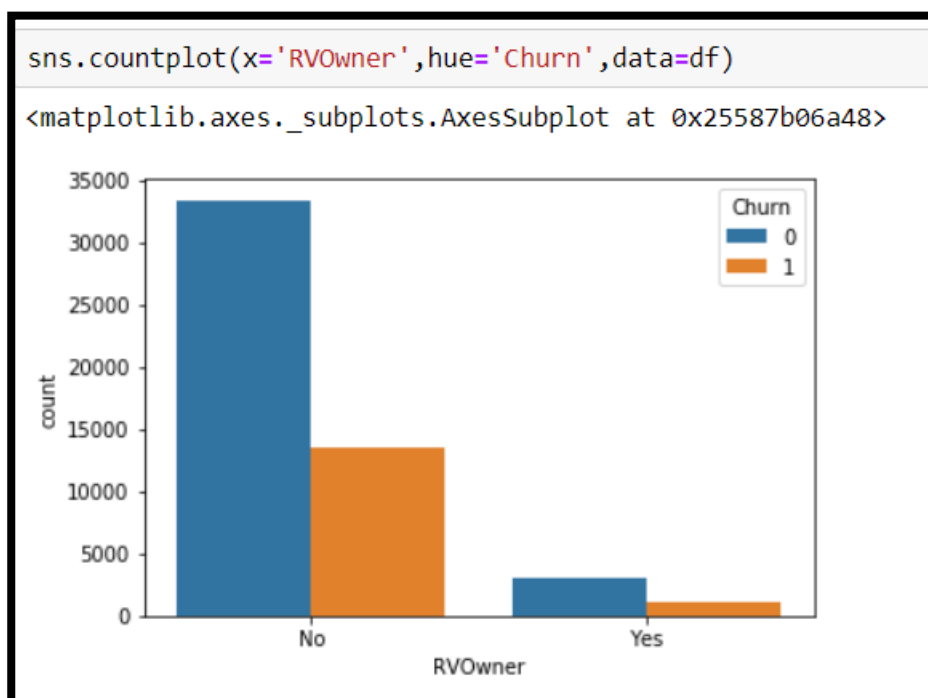 sns.countplot(x='RVOwner',hue='Churn',data=df)
<matplotlib.axes._subplots.AxesSubplot at 0x25587b06a48>
35000
30000
25000
20000
15000
10000
5000
0
count
Churn
0
1
No
Yes
RVOwner